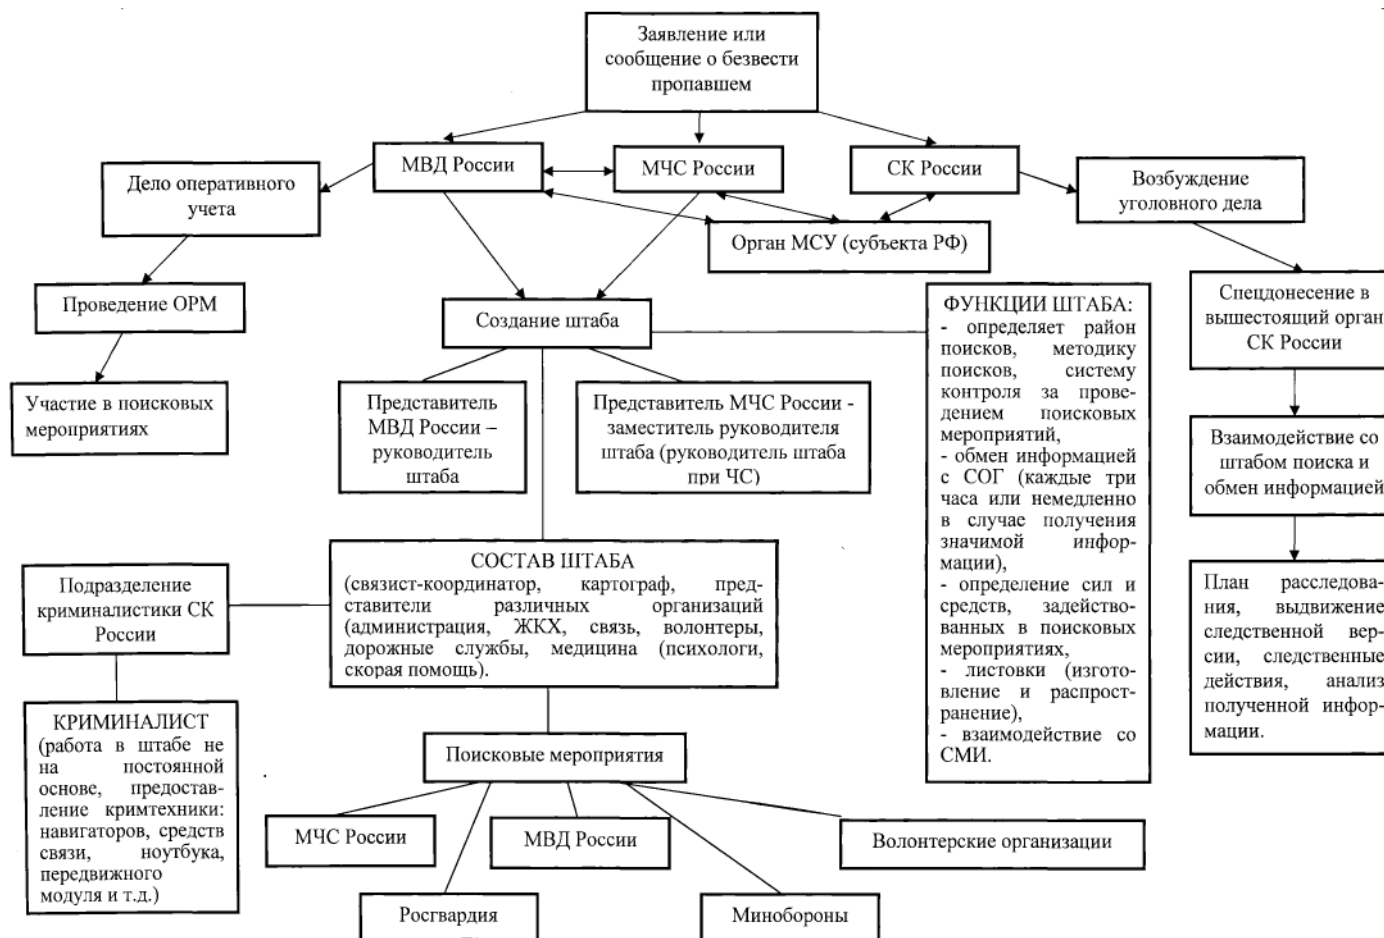 Заявление или
сообщение о безвести
пропавшем
МВД России
МЧС России
СК России
Дело оперативного
учета
Возбуждение
уголовного дела
Орган МСУ (субъекта РФ)
Проведение ОРМ
Создание штаба
Спецдонесение в
вышестоящий орган
СК России
Участие в поисковых
мероприятиях
Представитель
МВД России –
руководитель
штаба
Представитель МЧС России -
заместитель руководителя
штаба (руководитель штаба
при ЧС)
ФУНКЦИИ ШТАБА:
- определяет район
поисков, методику
поисков, систему
контроля за прове-
дением поисковых
мероприятий,
- обмен информацией
с СОГ (каждые три
часа или немедленно
в случае получения
значимой инфор-
мации),
- определение сил и
средств, задейство-
ванных в поисковых
мероприятиях,
- листовки (изгото-
вление и распрост-
ранение),
- взаимодействие со
СМИ.
Взаимодействие со
штабом поиска и
обмен информацией
СОСТАВ ШТАБА
(связист-координатор, картограф, пред-
ставители различных организаций
(администрация, ЖКХ, связь, волонтеры,
дорожные службы, медицина (психологи,
скорая помощь).
Подразделение
криминалистики СК
России
План расследова-
ния, выдвижение
следственной вер-
сии, следственные
действия, анализ
полученной инфор-
мации.
КРИМИНАЛИСТ
(работа в штабе не
на постоянной
основе, предостав-
ление кримтехники:
навигаторов, средств
связи, ноутбука,
передвижного
модуля и т.д.)
Поисковые мероприятия
МЧС России
МВД России
Волонтерские организации
Росгвардия
Минобороны